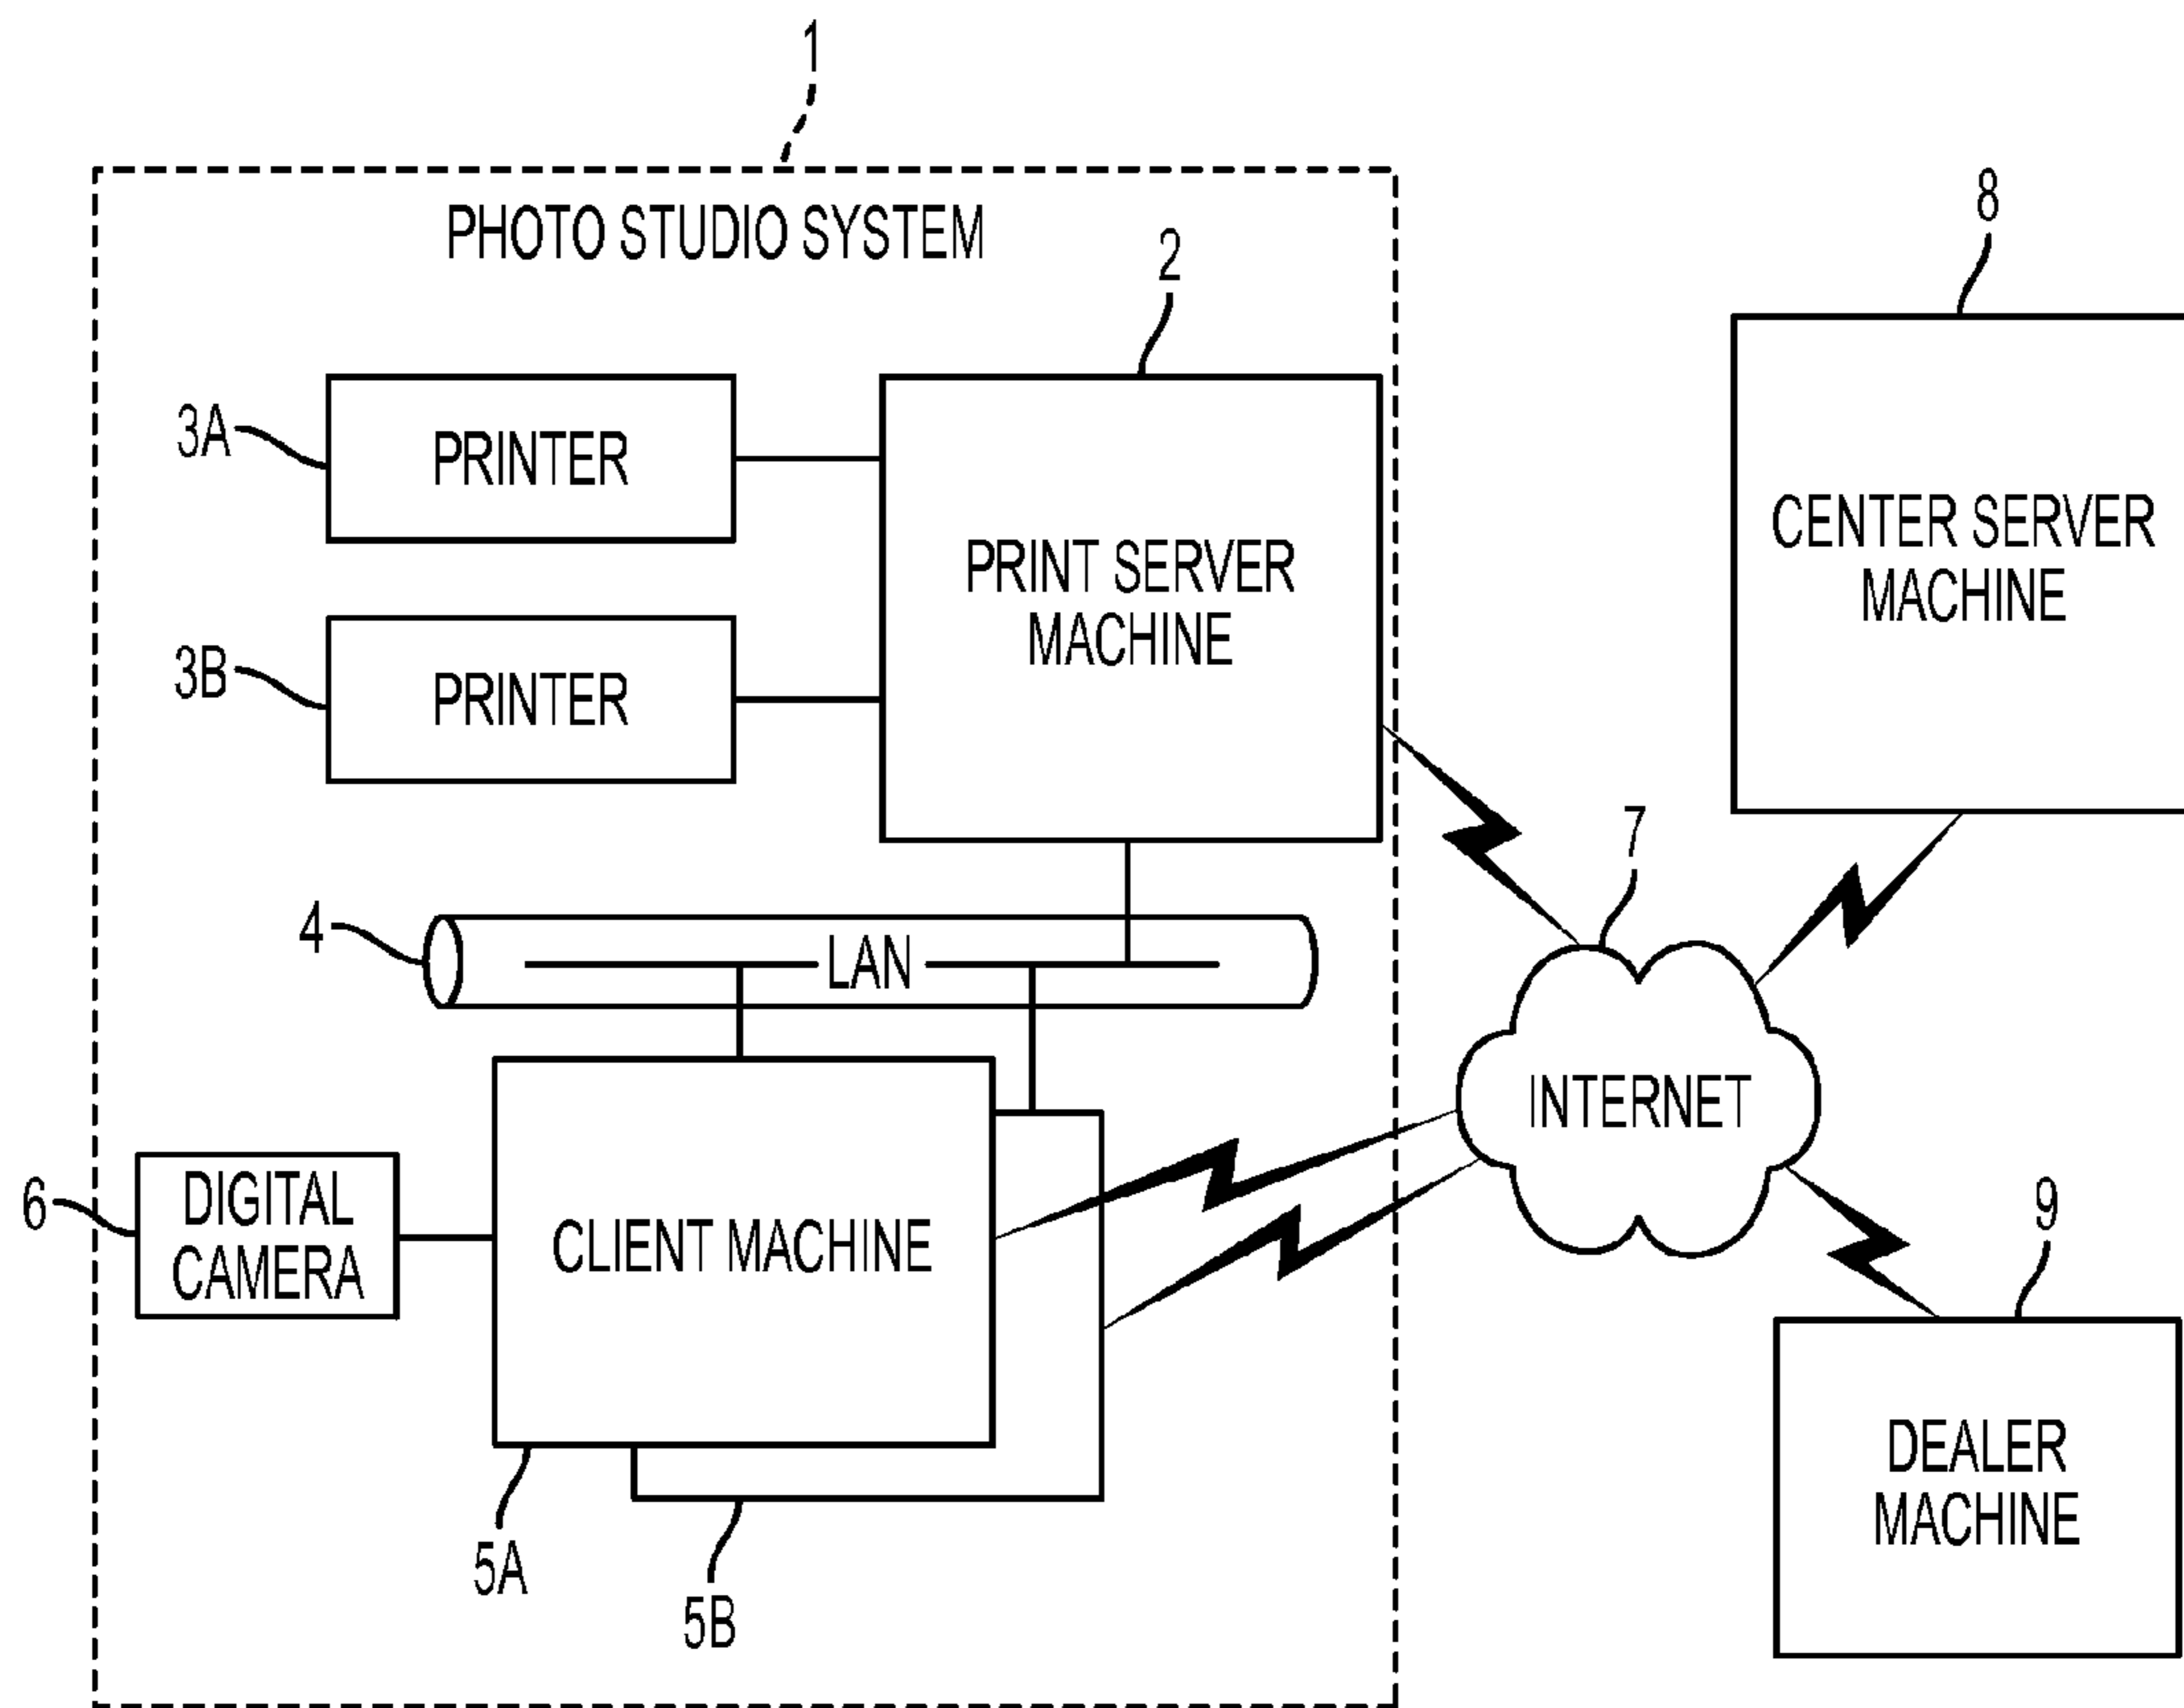 1
PHOTO STUDIO SYSTEM
2
8
3A
PRINTER
PRINT SERVER
MACHINE
CENTER SERVER
MACHINE
3B
PRINTER
7
4
LAN
INTERNET
6
DIGITAL
CAMERA
CLIENT MACHINE
9
DEALER
MACHINE
5A
5B